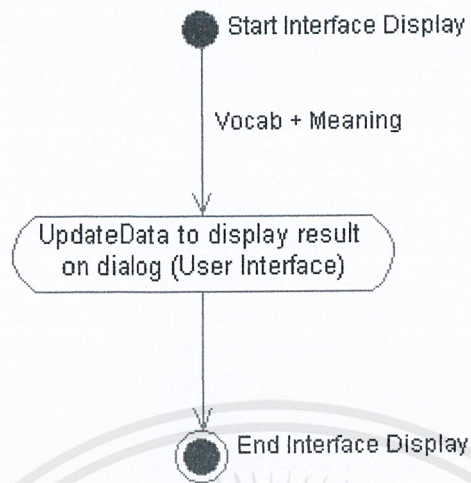 Start Interface Display
Vocab + Meaning
UpdateData to display result
on dialog (User Interface)
End Interface Display